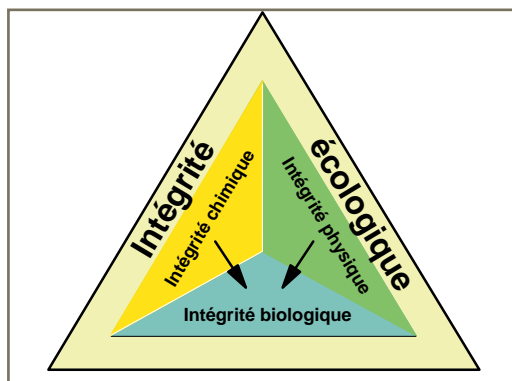 Intégrité
écologique
Intégrité chimique
Intégrité physique
Intégrité biologique